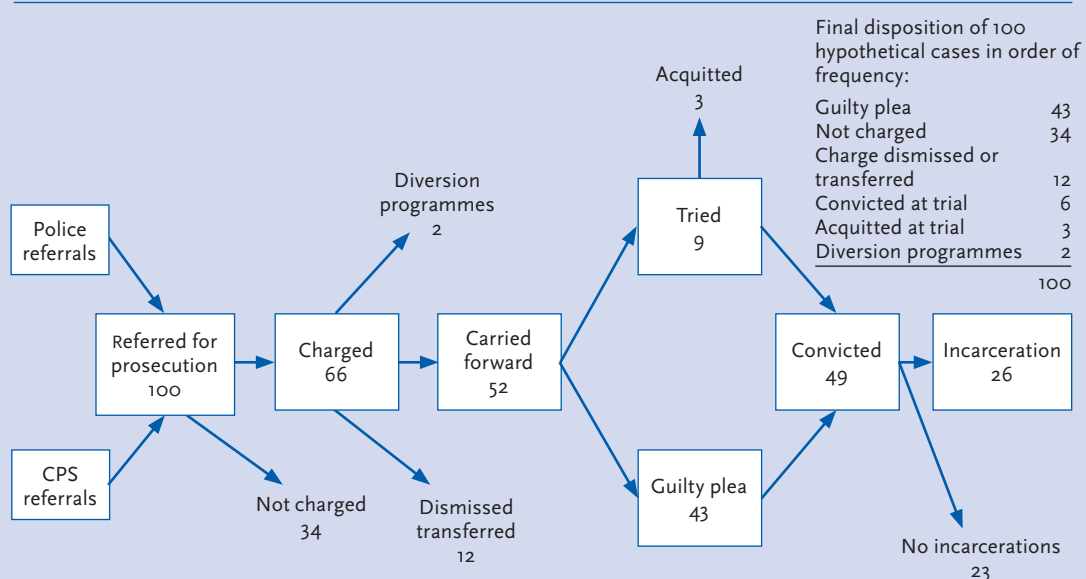 Final disposition of 100
hypothetical cases in order of
frequency:
Guilty plea 43
Not charged 34
Charge dismissed or
transferred 12
Convicted at trial 6
Acquitted at trial 3
Diversion programmes 2
100
Acquitted
3
Diversion
programmes
2
Tried
9
Police
referrals
Referred for
prosecution
100
Charged
66
Carried
forward
52
Convicted
49
Incarceration
26
CPS
referrals
Not charged
34
Dismissed
transferred
12
Guilty plea
43
No incarcerations
23